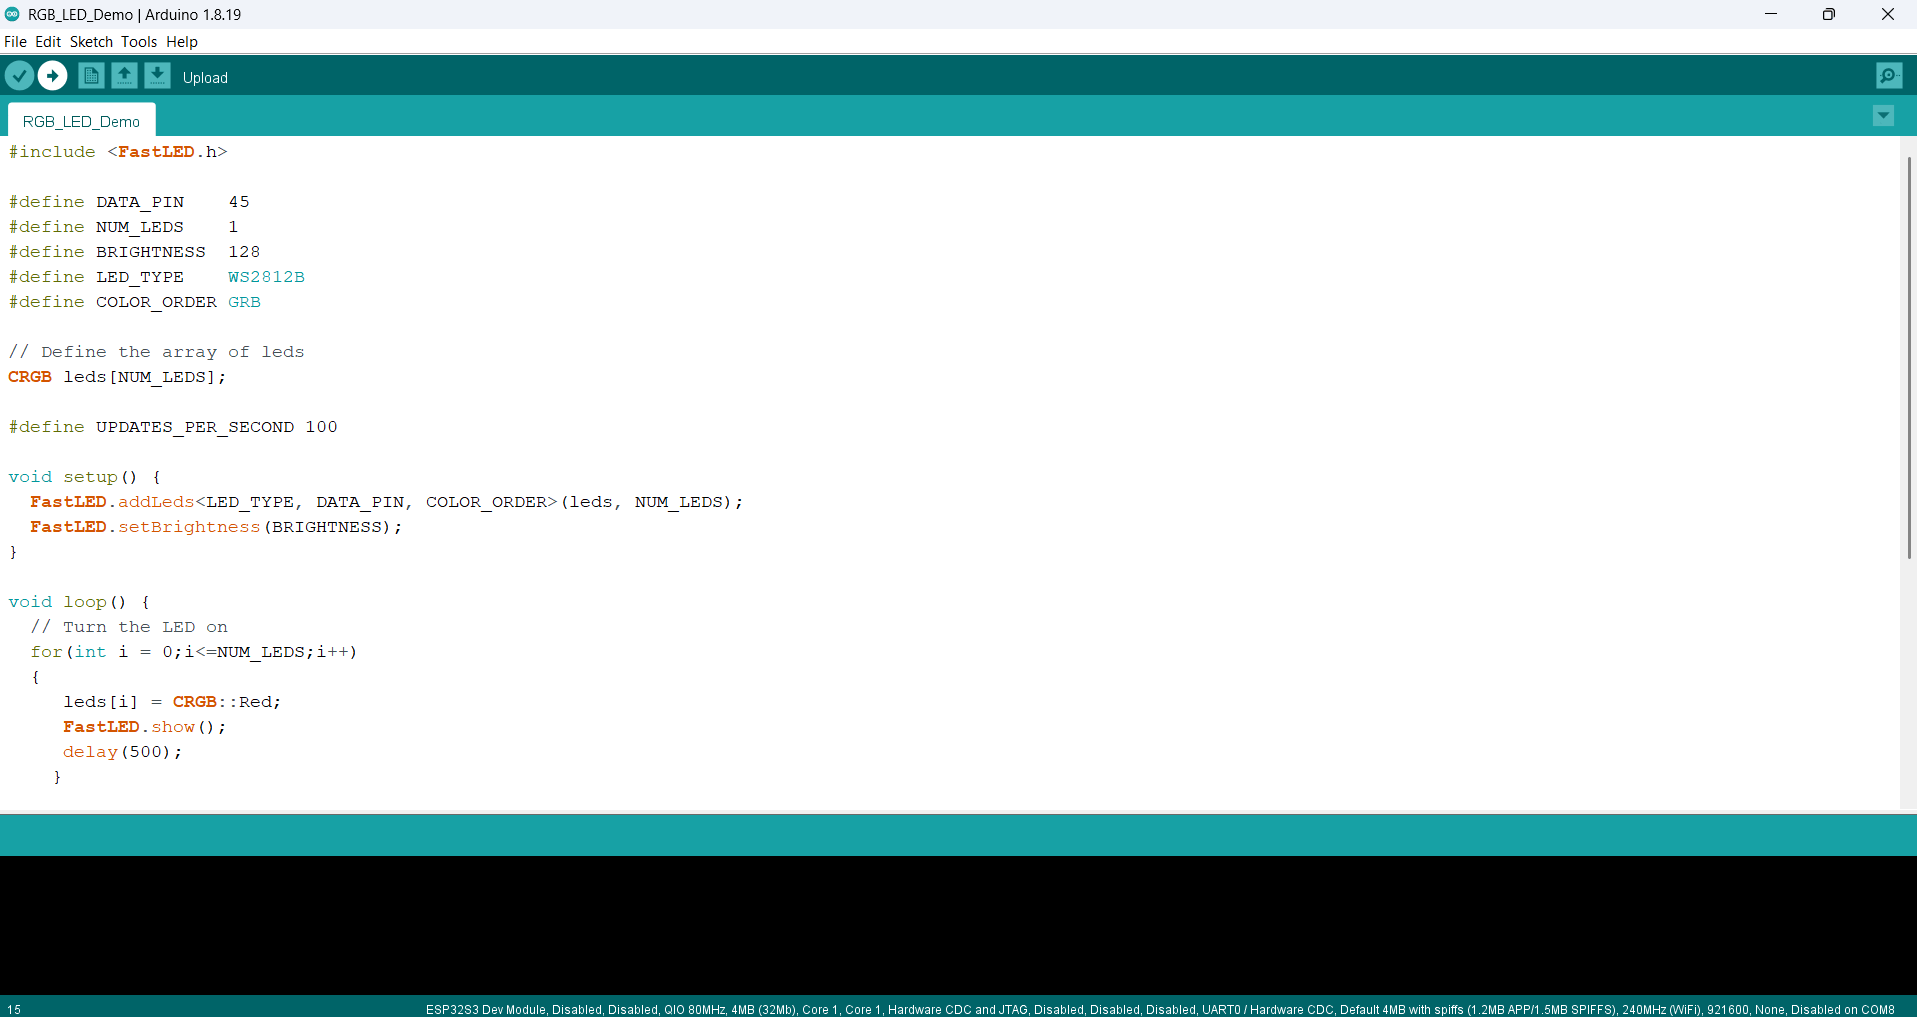 RGB_LED_Demo | Arduino 1.8.19
File Edit Sketch Tools Help
Upload
RGB_LED_Demo
#include <FastLED.h>
#define DATA_PIN    45
#define NUM_LEDS    1
#define BRIGHTNESS  128
#define LED_TYPE    WS2812B
#define COLOR_ORDER GRB
// Define the array of leds
CRGB leds[NUM_LEDS];
#define UPDATES_PER_SECOND 100
void setup() {
  FastLED.addLeds<LED_TYPE, DATA_PIN, COLOR_ORDER>(leds, NUM_LEDS);
  FastLED.setBrightness(BRIGHTNESS);
}
void loop() {
  // Turn the LED on
  for(int i = 0;i<=NUM_LEDS;i++)
  {
     leds[i] = CRGB::Red;
     FastLED.show();
     delay(500);
    }
15
ESP32S3 Dev Module, Disabled, Disabled, QIO 80MHz, 4MB (32Mb), Core 1, Core 1, Hardware CDC and JTAG, Disabled, Disabled, Disabled, UART0 / Hardware CDC, Default 4MB with spiffs (1.2MB APP/1.5MB SPIFFS), 240MHz (WiFi), 921600, None, Disabled on COM8